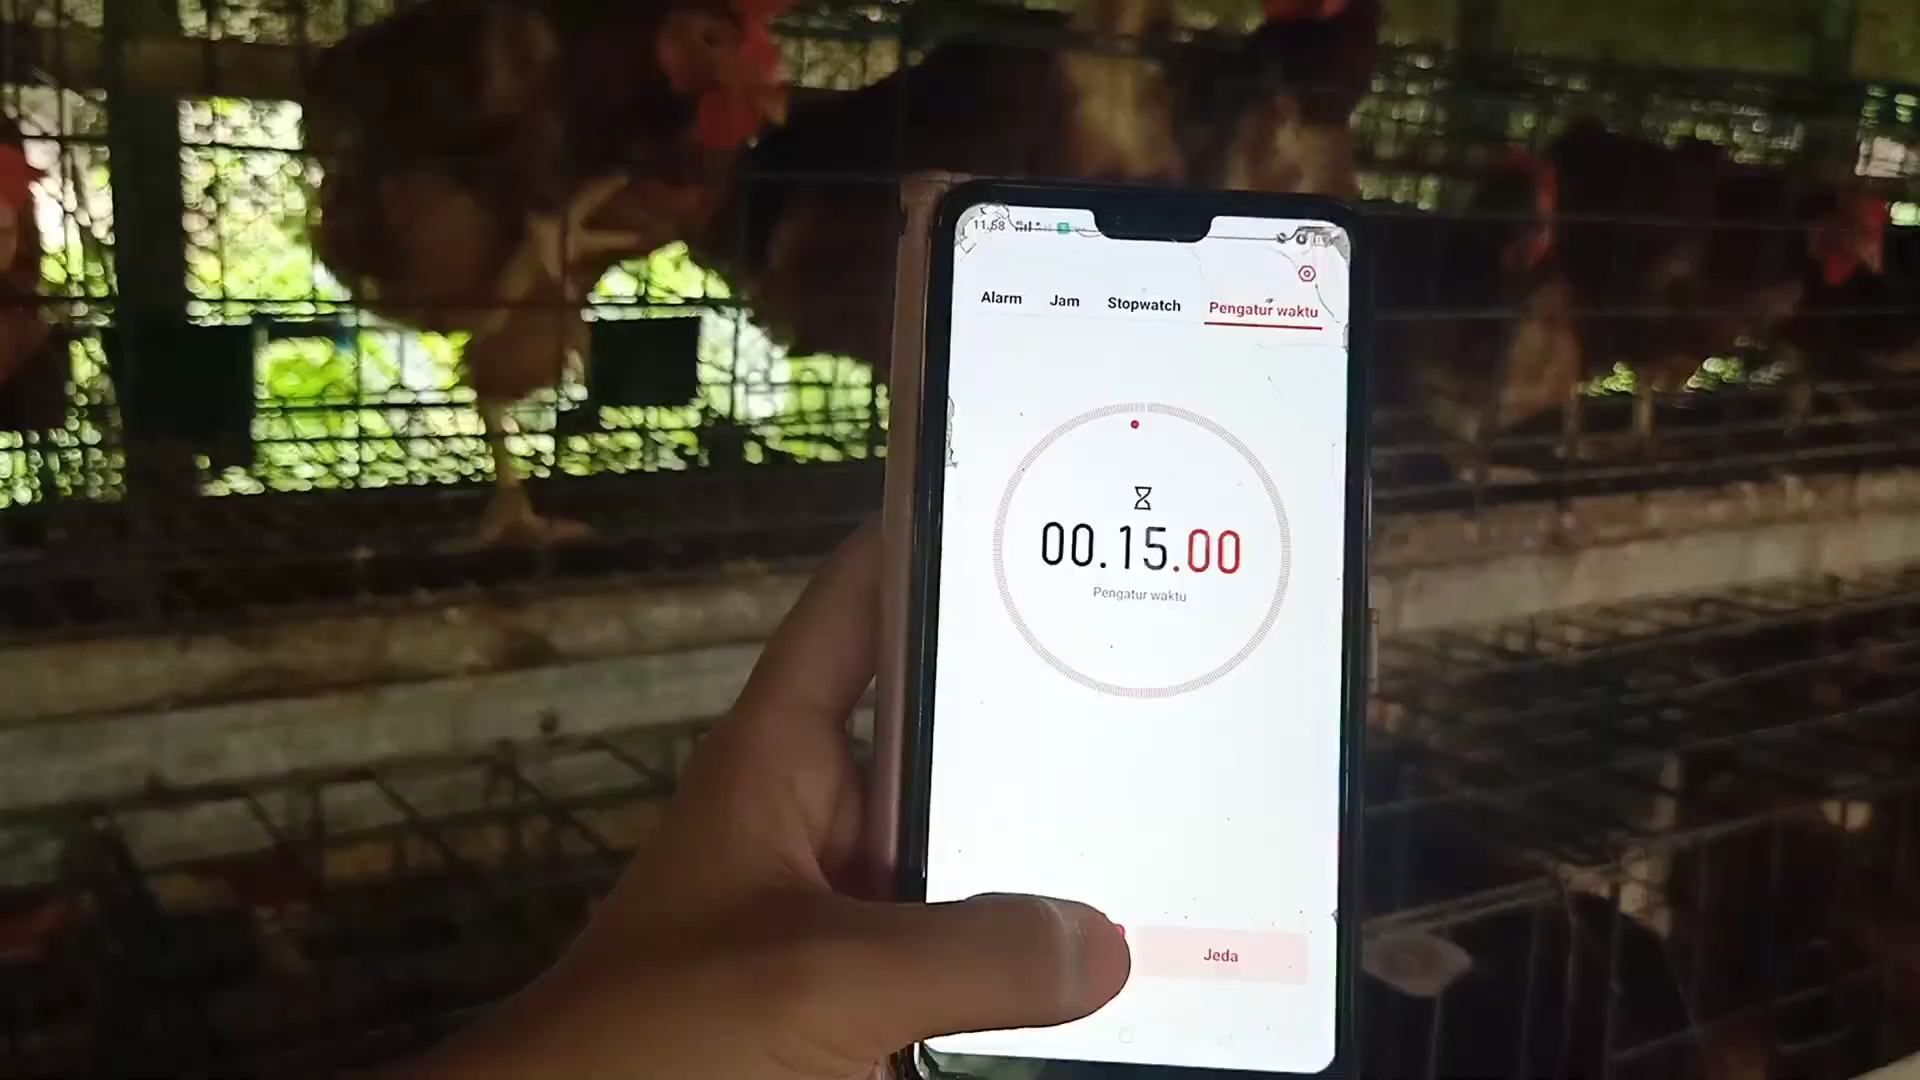 11.58
Alarm Jam Stopwatch Pengatur waktu
00.15.00
Pengatur waktu
Jeda